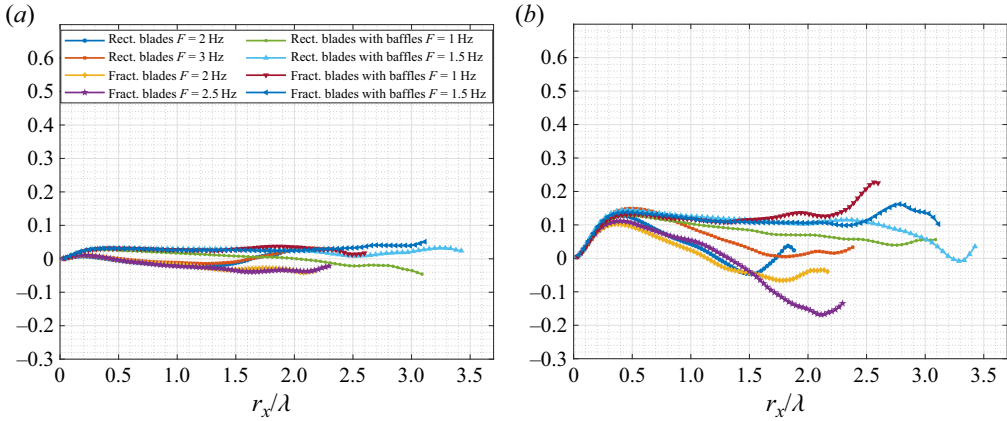 (a)
0.6
0.5
0.4
0.3
0.2
0.1
0
–0.1
–0.2
–0.3
Rect. blades F = 2 Hz
Rect. blades F = 3 Hz
Fract. blades F = 2 Hz
Fract. blades F = 2.5 Hz
Rect. blades with baffles F = 1 Hz
Rect. blades with baffles F = 1.5 Hz
Fract. blades with baffles F = 1 Hz
Fract. blades with baffles F = 1.5 Hz
0 0.5 1.0 1.5 2.0 2.5 3.0 3.5
r_x/λ
(b)
0.6
0.5
0.4
0.3
0.2
0.1
0
–0.1
–0.2
–0.3
0 0.5 1.0 1.5 2.0 2.5 3.0 3.5
r_x/λ